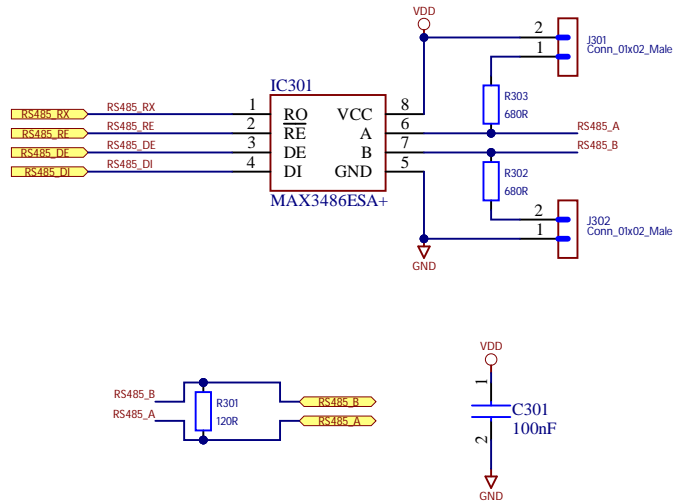 VDD
2
1
J301
Conn_01x02_Male
IC301
R303
680R
RS485_RX
RS485_RX
1
RO
VCC
8
RS485_RE
RS485_RE
2
RE
A
6
RS485_A
RS485_DE
RS485_DE
3
DE
B
7
RS485_B
RS485_DI
RS485_DI
4
DI
GND
5
R302
680R
MAX3486ESA+
2
1
J302
Conn_01x02_Male
GND
VDD
RS485_B
RS485_A
R301
120R
RS485_B
RS485_A
1
C301
100nF
2
GND